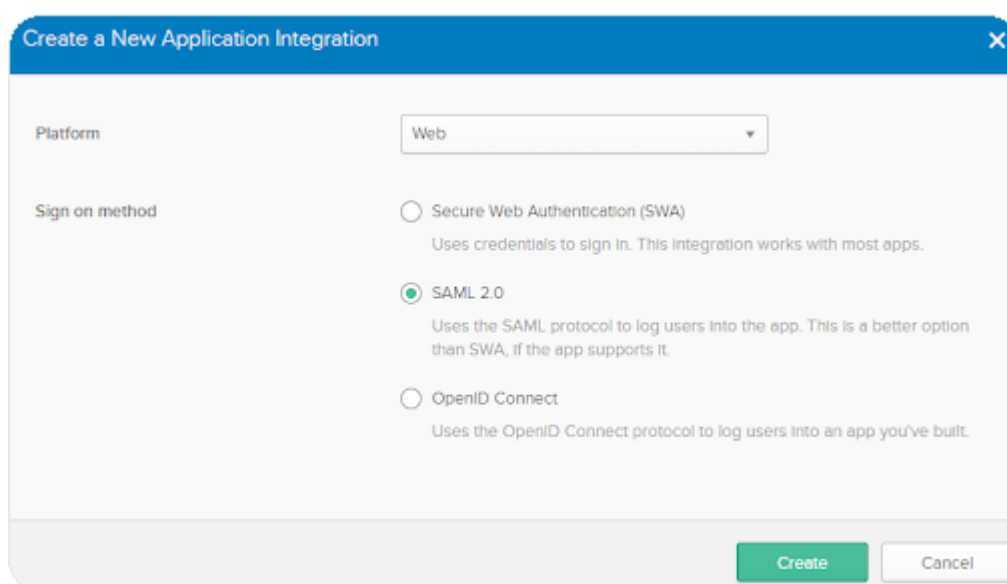 Create a New Application Integration
Platform
Web
Sign on method
Secure Web Authentication (SWA)
Uses credentials to sign in. This integration works with most apps.
SAML 2.0
Uses the SAML protocol to log users into the app. This is a better option
than SWA, if the app supports it.
OpenID Connect
Uses the OpenID Connect protocol to log users into an app you've built.
Create
Cancel